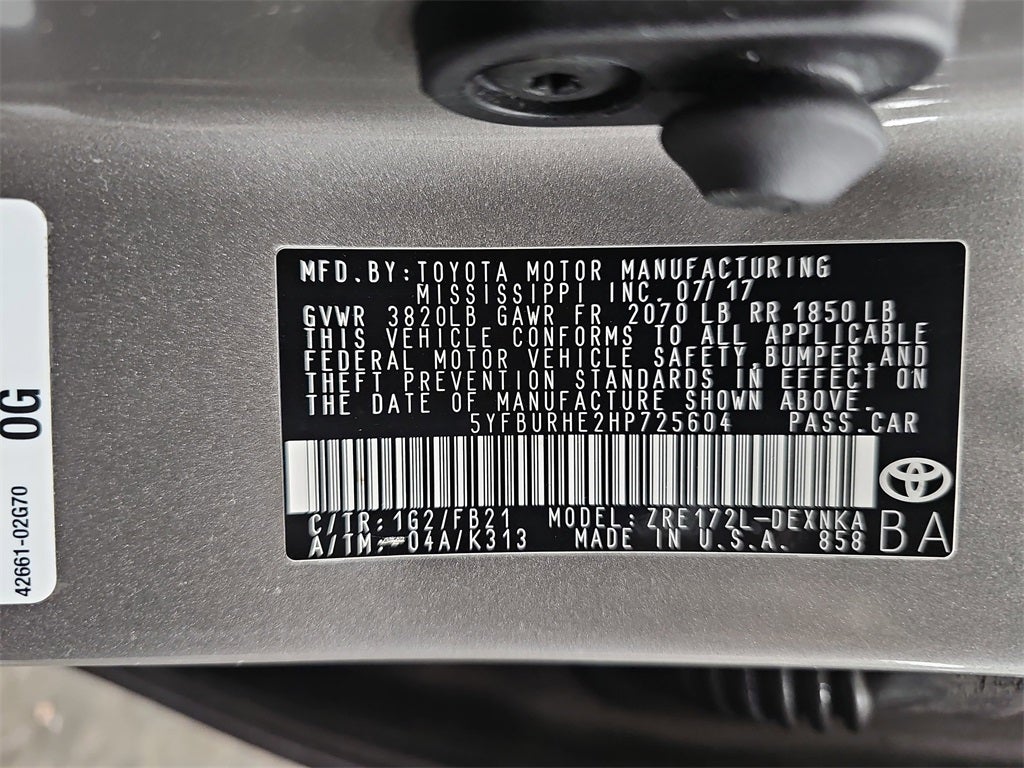 MFD. BY: TOYOTA MOTOR MANUFACTURING
MISSISSIPPI INC. 07/17
GVWR 3820LB GAWR FR 2070 LB RR 1850 LB
THIS VEHICLE CONFORMS TO ALL APPLICABLE
FEDERAL MOTOR VEHICLE SAFETY, BUMPER, AND
THEFT PREVENTION STANDARDS IN EFFECT ON
THE DATE OF MANUFACTURE SHOWN ABOVE.
5YFBURHE2HP725604 PASS. CAR
C/TR: 1G2/FB21 MODEL: ZRE172L-DEXNKA
A/TM: 04A/K313 MADE IN U.S.A. 858
BA
42661-02G70
0G